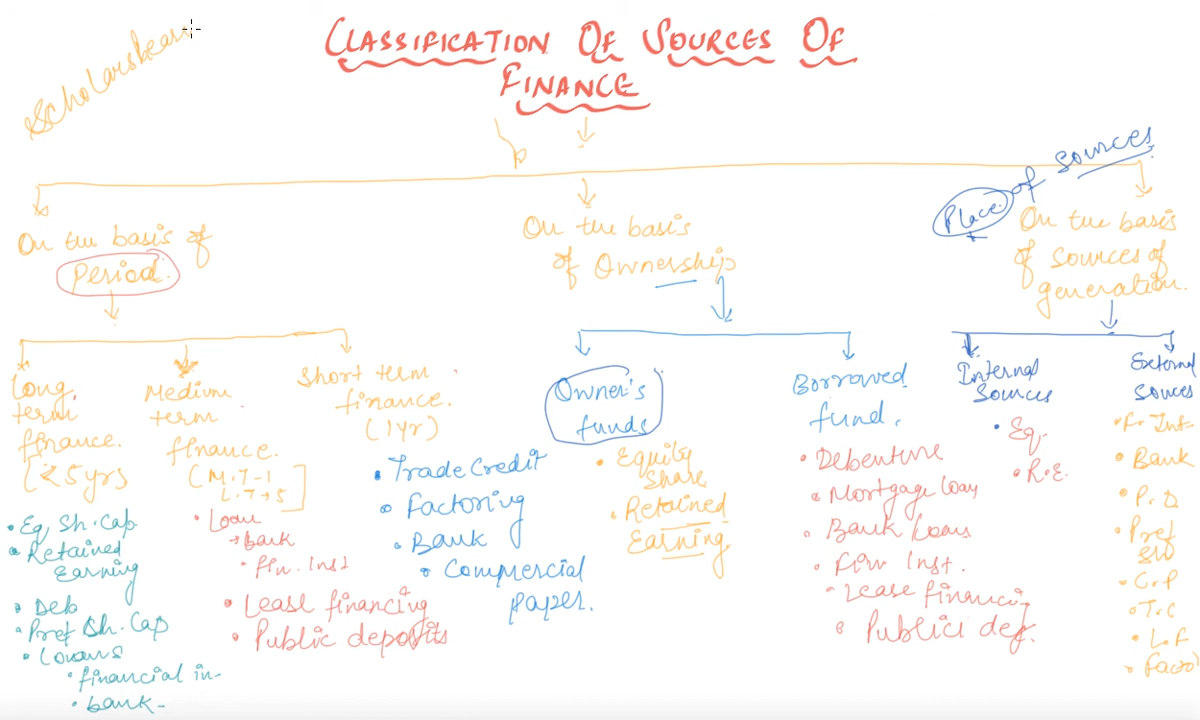 CLASSIFICATION OF SOURCES OF
FINANCE
On the basis of
Period.
Long
term
finance.
Medium
term
finance.
(M.T-1
L.T→5
Short term
finance.
(1yr)
• Eq Sh. Cap
• Retained
Earning
• Deb
• Pref Sh. Cap
• Loans
• financial in-
• bank-
• Loan
→ bank
• fin. Inst
• Lease financing
• Public deposits
• Trade Credit
• Factoring
• Bank
• Commercial
paper.
On the basis
of Ownership
Owner's
funds
• Equity
Share
• Retained
Earning
Borrowed
fund.
• Debenture
• Mortgage loan
• Bank loans
• Fin Inst.
• Lease financing
• Public dep.
Place of Sources
On the basis
of sources of
generation.
Internal
Sources
• Eq.
• R.E.
External
sources
• F. Inst
• Bank
• P.D
• Pref
• C.P
• T.C
• L.F
• Facto